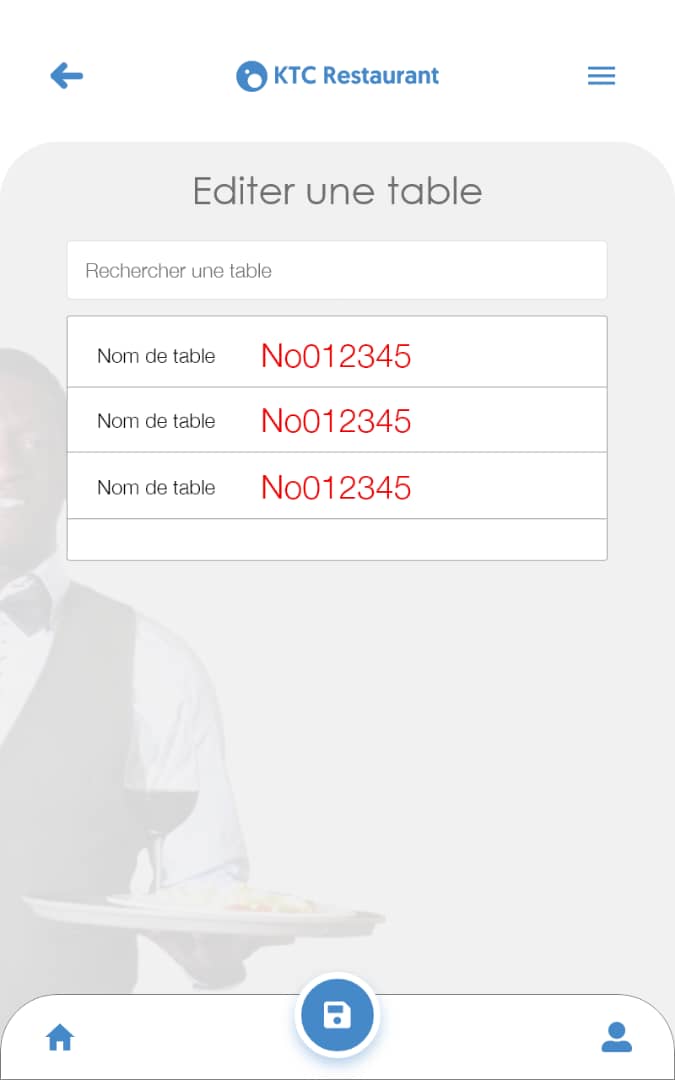 KTC Restaurant
Editer une table
Rechercher une table
Nom de table No012345
Nom de table No012345
Nom de table No012345